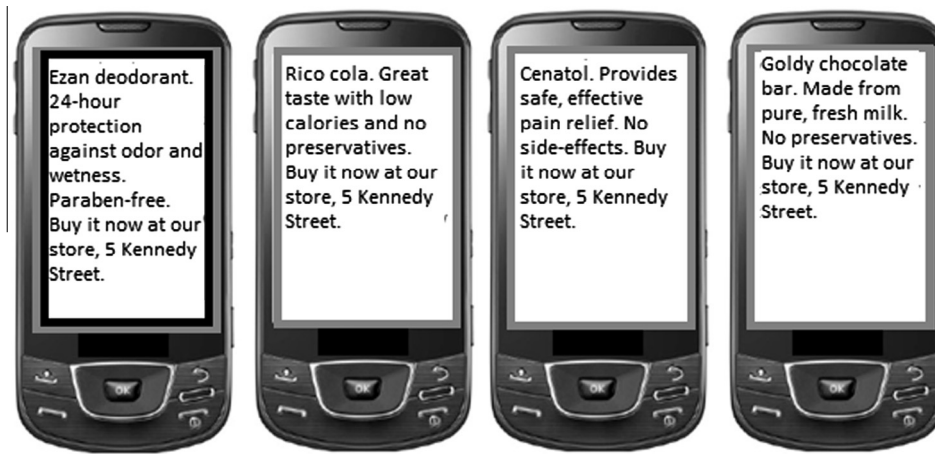 Ezan deodorant.
24-hour
protection
against odor and
wetness.
Paraben-free.
Buy it now at our
store, 5 Kennedy
Street.
OK
Rico cola. Great
taste with low
calories and no
preservatives.
Buy it now at our
store, 5 Kennedy
Street.
OK
Cenatol. Provides
safe, effective
pain relief. No
side-effects. Buy
it now at our
store, 5 Kennedy
Street.
OK
Goldy chocolate
bar. Made from
pure, fresh milk.
No preservatives.
Buy it now at our
store, 5 Kennedy
Street.
OK